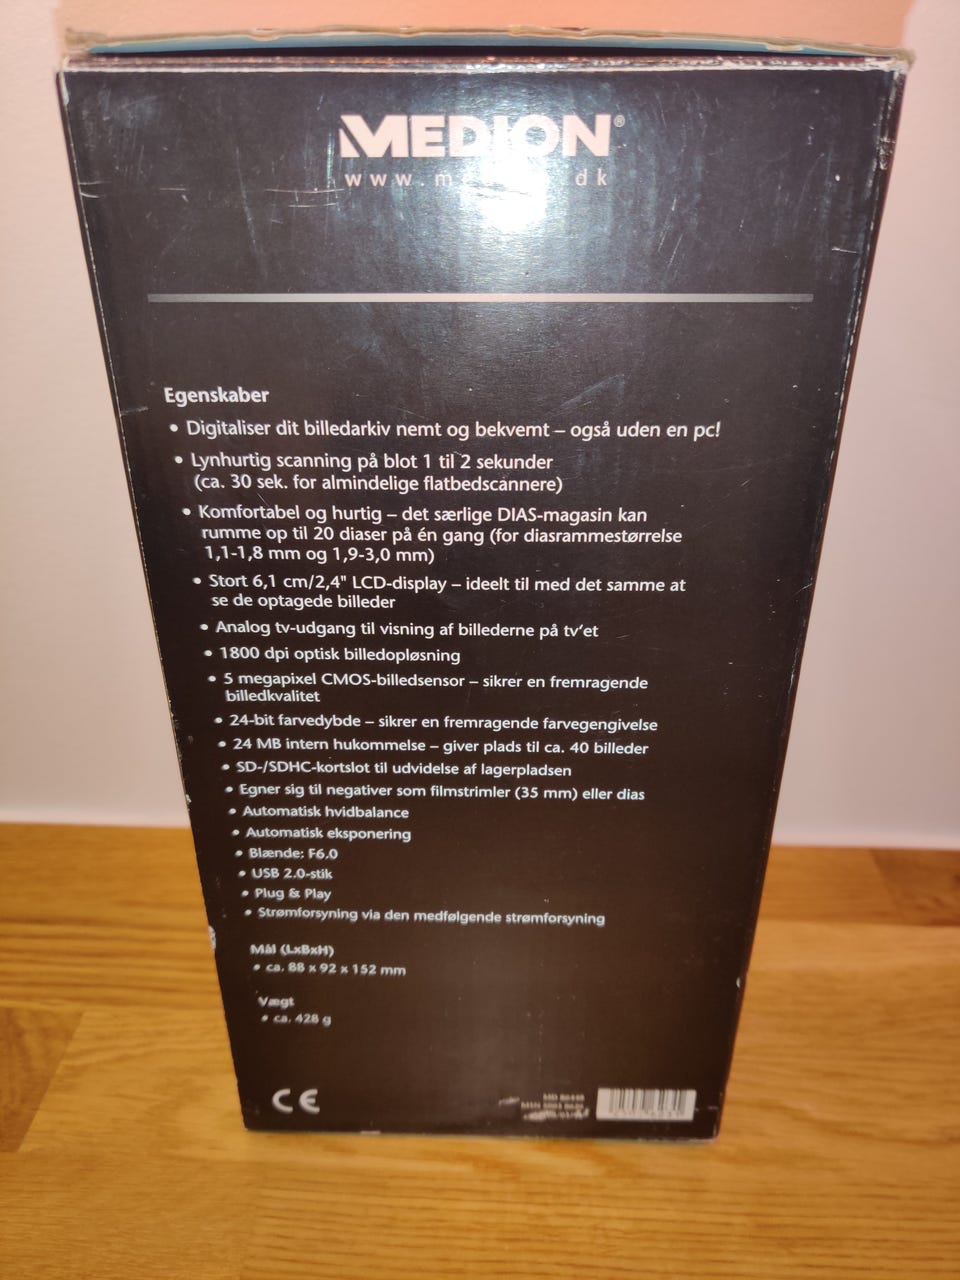 MEDION®
www.me dk
Egenskaber
• Digitaliser dit billedarkiv nemt og bekvemt – også uden en pc!
• Lynhurtig scanning på blot 1 til 2 sekunder
(ca. 30 sek. for almindelige flatbedscannere)
• Komfortabel og hurtig – det særlige DIAS-magasin kan
rumme op til 20 diaser på én gang (for diasrammestørrelse
1,1-1,8 mm og 1,9-3,0 mm)
• Stort 6,1 cm/2,4" LCD-display – ideelt til med det samme at
se de optagede billeder
• Analog tv-udgang til visning af billederne på tv'et
• 1800 dpi optisk billedopløsning
• 5 megapixel CMOS-billedsensor – sikrer en fremragende
billedkvalitet
• 24-bit farvedybde – sikrer en fremragende farvegengivelse
• 24 MB intern hukommelse – giver plads til ca. 40 billeder
• SD-/SDHC-kortslot til udvidelse af lagerpladsen
• Egner sig til negativer som filmstrimler (35 mm) eller dias
• Automatisk hvidbalance
• Automatisk eksponering
• Blænde: F6.0
• USB 2.0-stik
• Plug & Play
• Strømforsyning via den medfølgende strømforsyning
Mål (LxBxH)
• ca. 88 x 92 x 152 mm
Vægt
• ca. 428 g
CE
MD
MSN